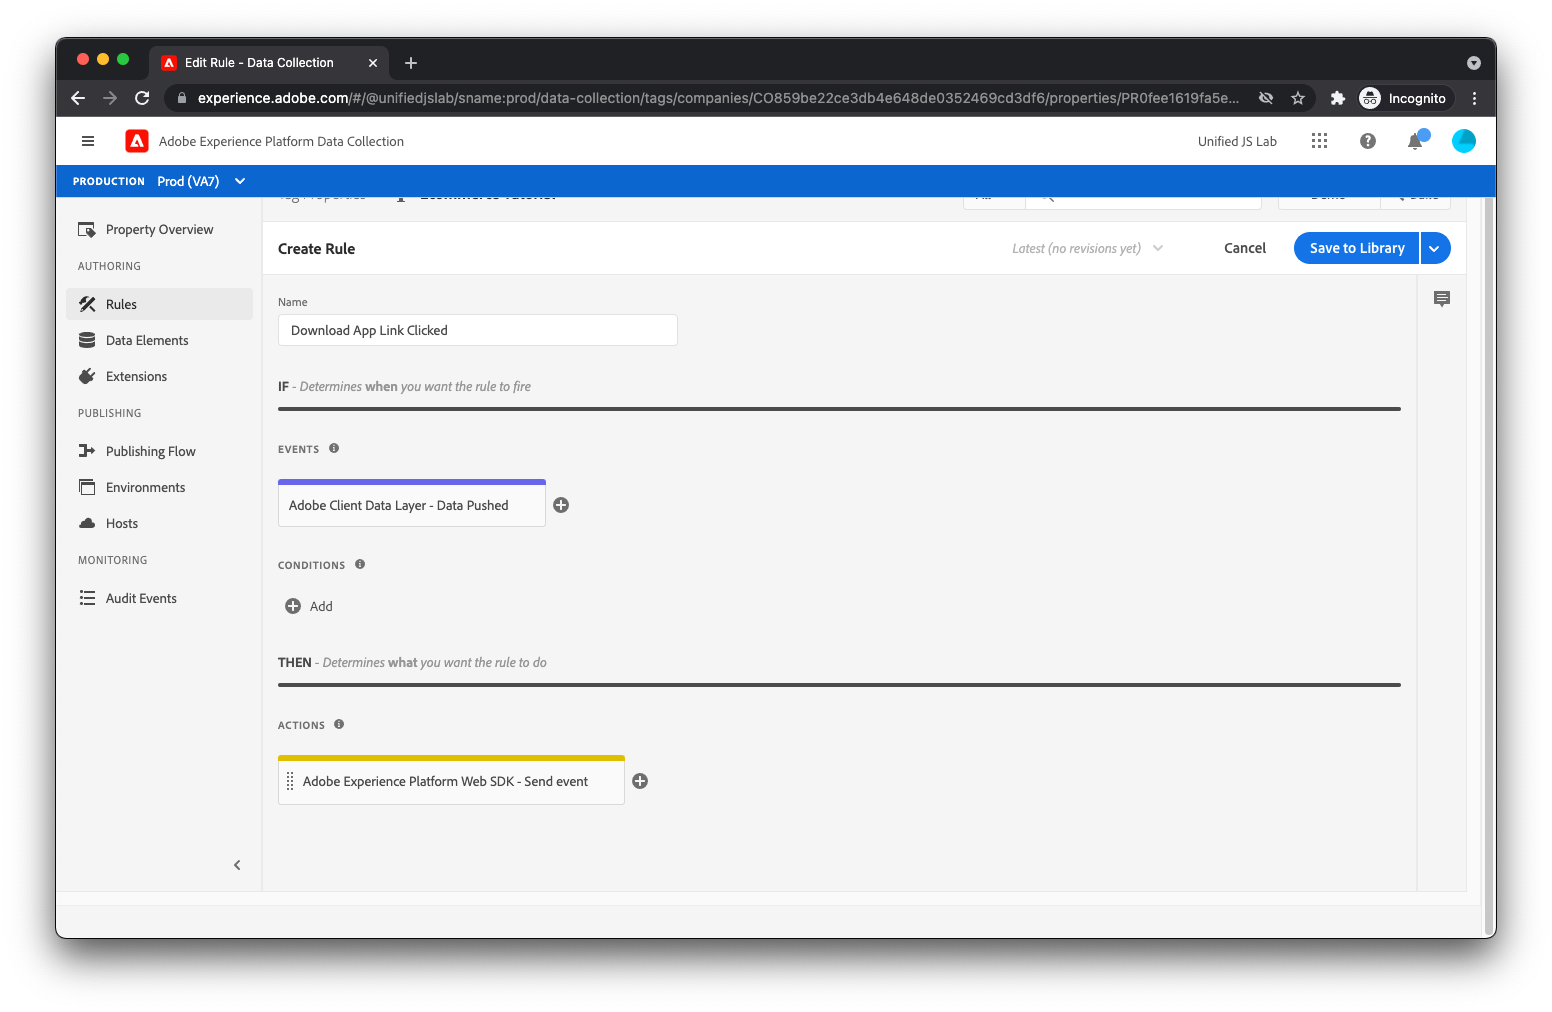 Edit Rule - Data Collection
experience.adobe.com/#/@unifiedjslab/sname:prod/data-collection/tags/companies/CO859be22ce3db4e648de0352469cd3df6/properties/PR0fee1619fa5e...
Incognito
Adobe Experience Platform Data Collection
Unified JS Lab
PRODUCTION Prod (VA7)
Property Overview
AUTHORING
Rules
Data Elements
Extensions
PUBLISHING
Publishing Flow
Environments
Hosts
MONITORING
Audit Events
Create Rule
Latest (no revisions yet)
Cancel
Save to Library
Name
Download App Link Clicked
IF - Determines when you want the rule to fire
EVENTS
Adobe Client Data Layer - Data Pushed
CONDITIONS
Add
THEN - Determines what you want the rule to do
ACTIONS
Adobe Experience Platform Web SDK - Send event